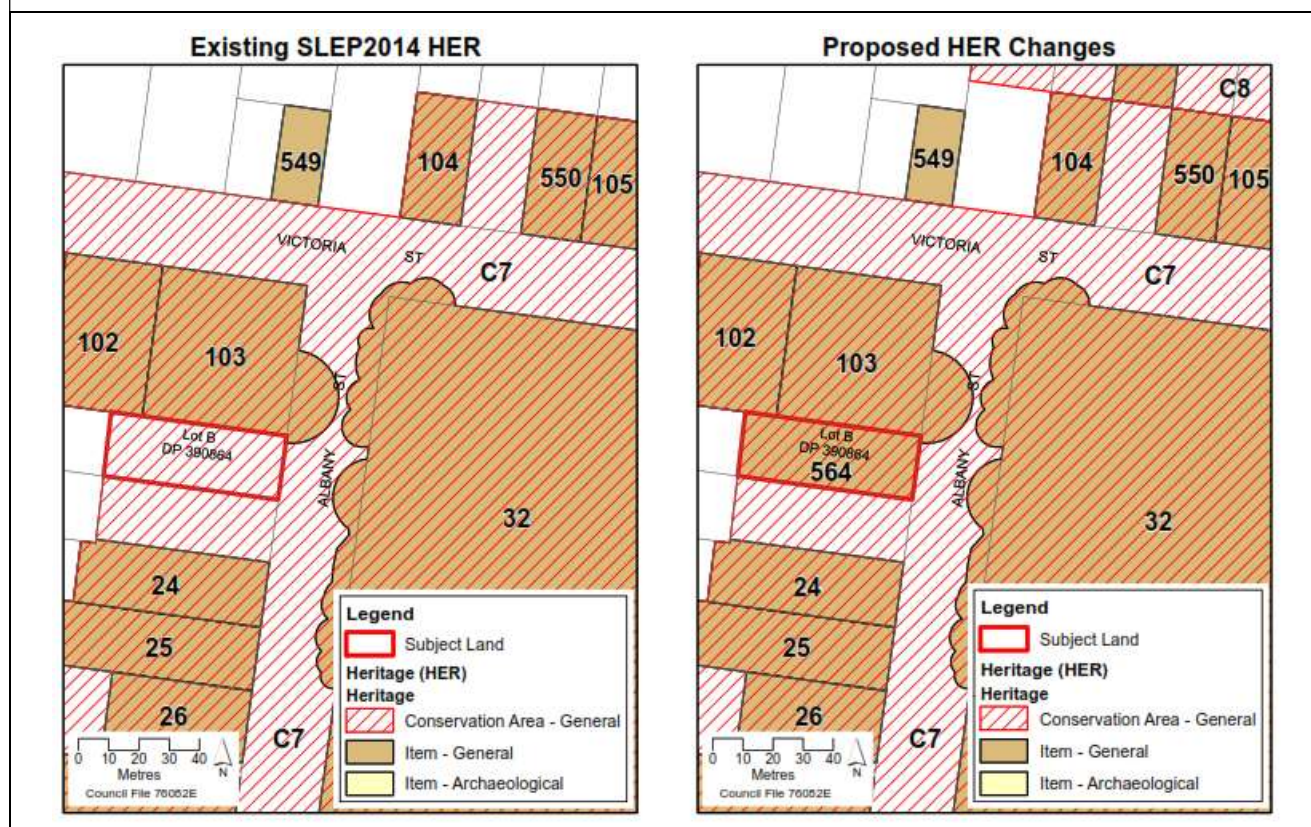 Existing SLEP2014 HER
549
104
550
105
VICTORIA
ST
C7
102
103
ST
Lot B
DP 390864
ALBANY
32
24
25
26
C7
Legend
Subject Land
Heritage (HER)
Heritage
Conservation Area - General
Item - General
Item - Archaeological
0 10 20 30 40
N
Metres
Council File 76052E
Proposed HER Changes
C8
549
104
550
105
VICTORIA
ST
C7
102
103
ST
Lot B
DP 390864
564
ALBANY
32
24
25
26
C7
Legend
Subject Land
Heritage (HER)
Heritage
Conservation Area - General
Item - General
Item - Archaeological
0 10 20 30 40
N
Metres
Council File 76052E